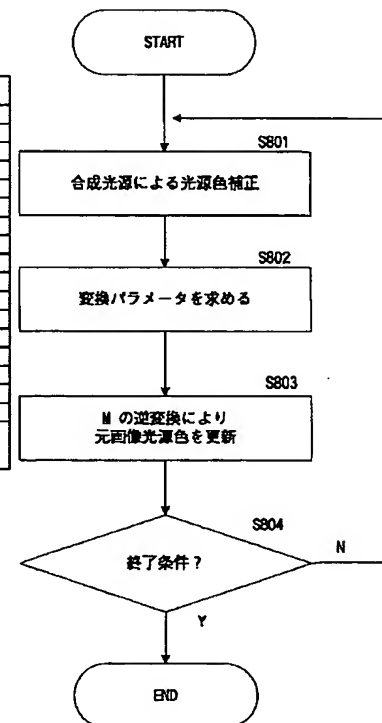 START
S801
合成光源による光源色補正
S802
変換パラメータを求める
S803
M の逆変換により
元画像光源色を更新
S804
終了条件？
N
Y
END